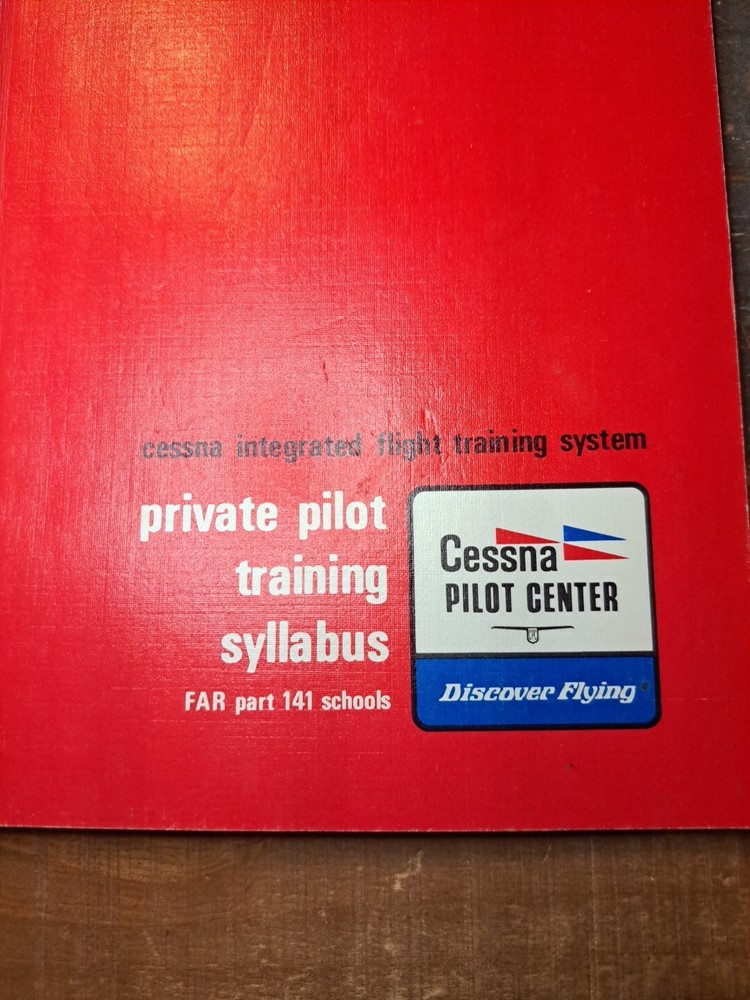 cessna integrated flight training system
private pilot
training
syllabus
FAR part 141 schools
Cessna
PILOT CENTER
Discover Flying